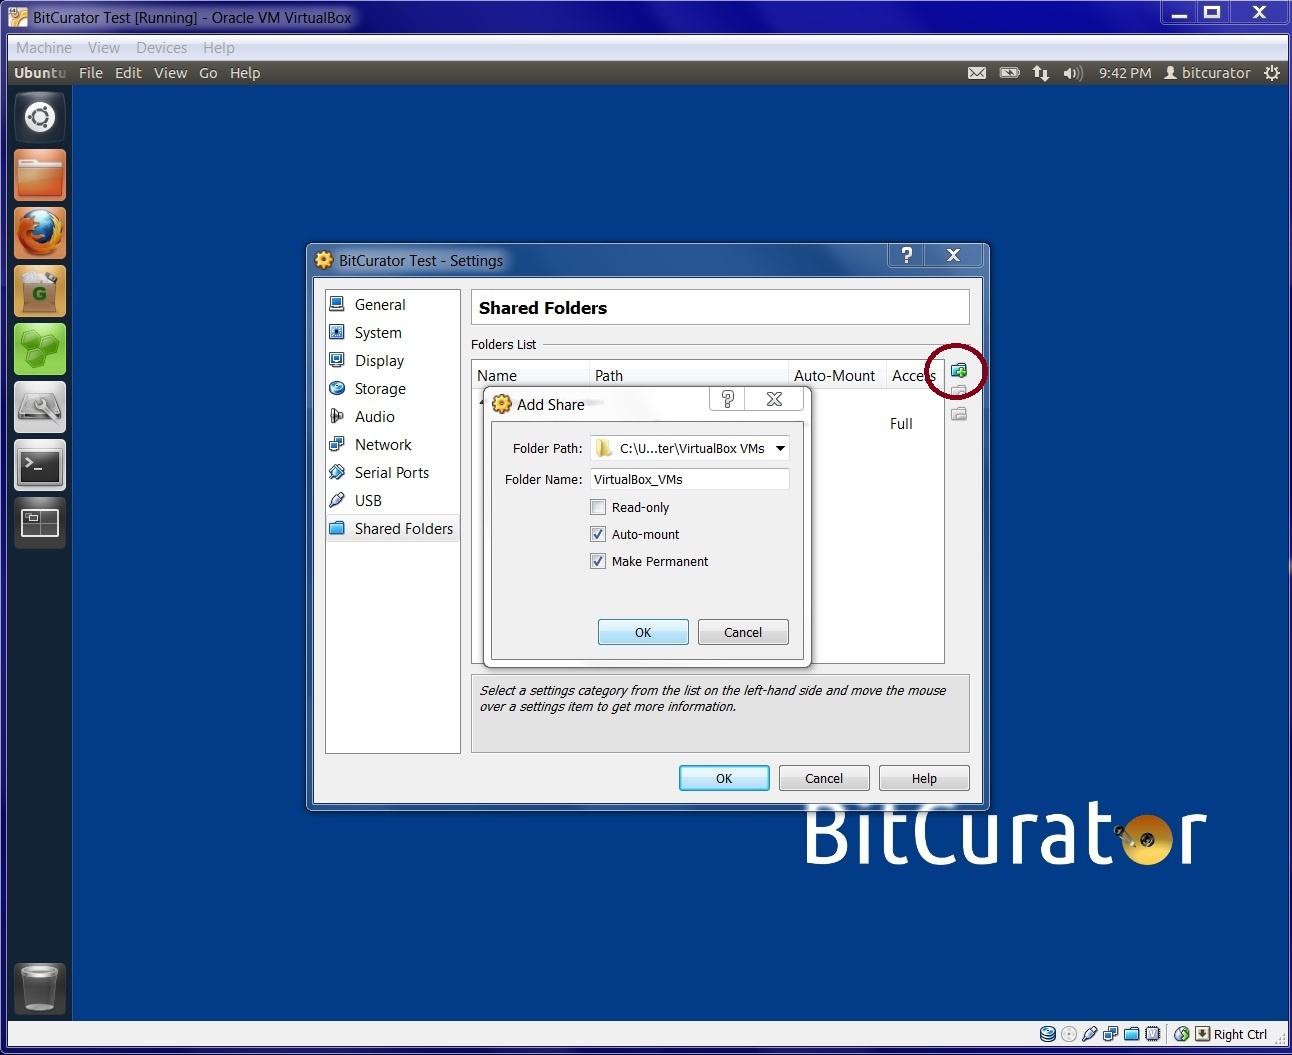 BitCurator Test [Running] - Oracle VM VirtualBox
Machine View Devices Help
Ubuntu File Edit View Go Help 9:42 PM bitcurator
BitCurator Test - Settings
General
System
Display
Storage
Audio
Network
Serial Ports
USB
Shared Folders
Shared Folders
Folders List
Name Path Auto-Mount Access
Full
Add Share
Folder Path: C:\U...ter\VirtualBox VMs
Folder Name: VirtualBox_VMs
Read-only
Auto-mount
Make Permanent
OK Cancel
Select a settings category from the list on the left-hand side and move the mouse
over a settings item to get more information.
OK Cancel Help
BitCurator
Right Ctrl